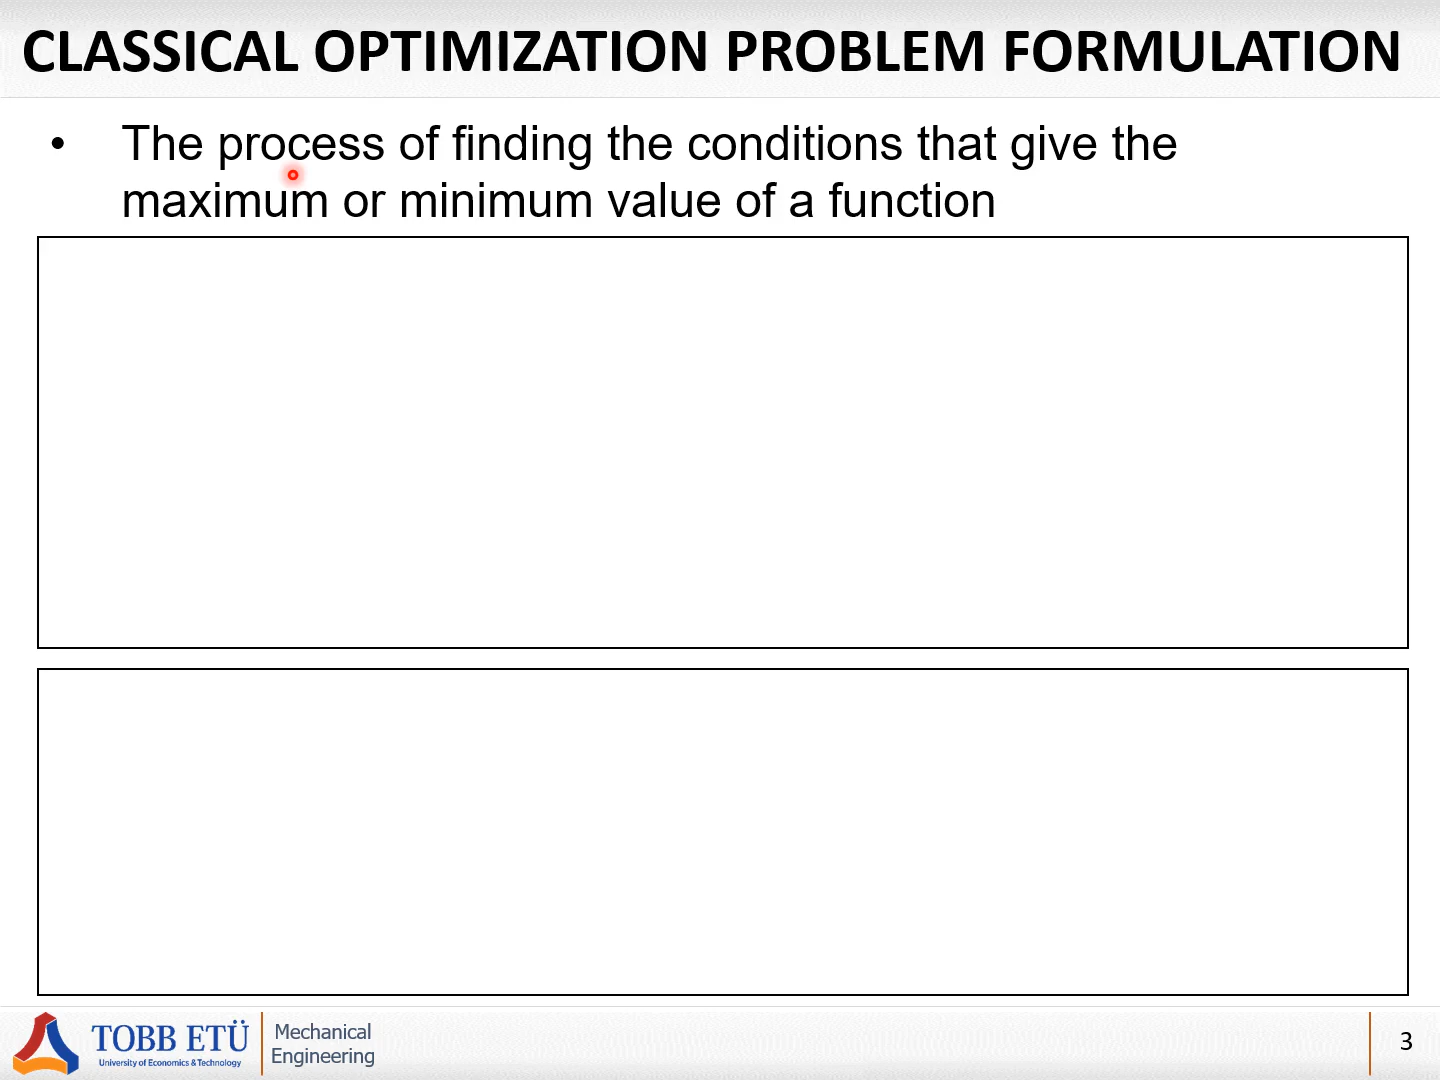 CLASSICAL OPTIMIZATION PROBLEM FORMULATION
• The process of finding the conditions that give the
maximum or minimum value of a function
TOBB ETÜ
University of Economics & Technology
Mechanical
Engineering
3